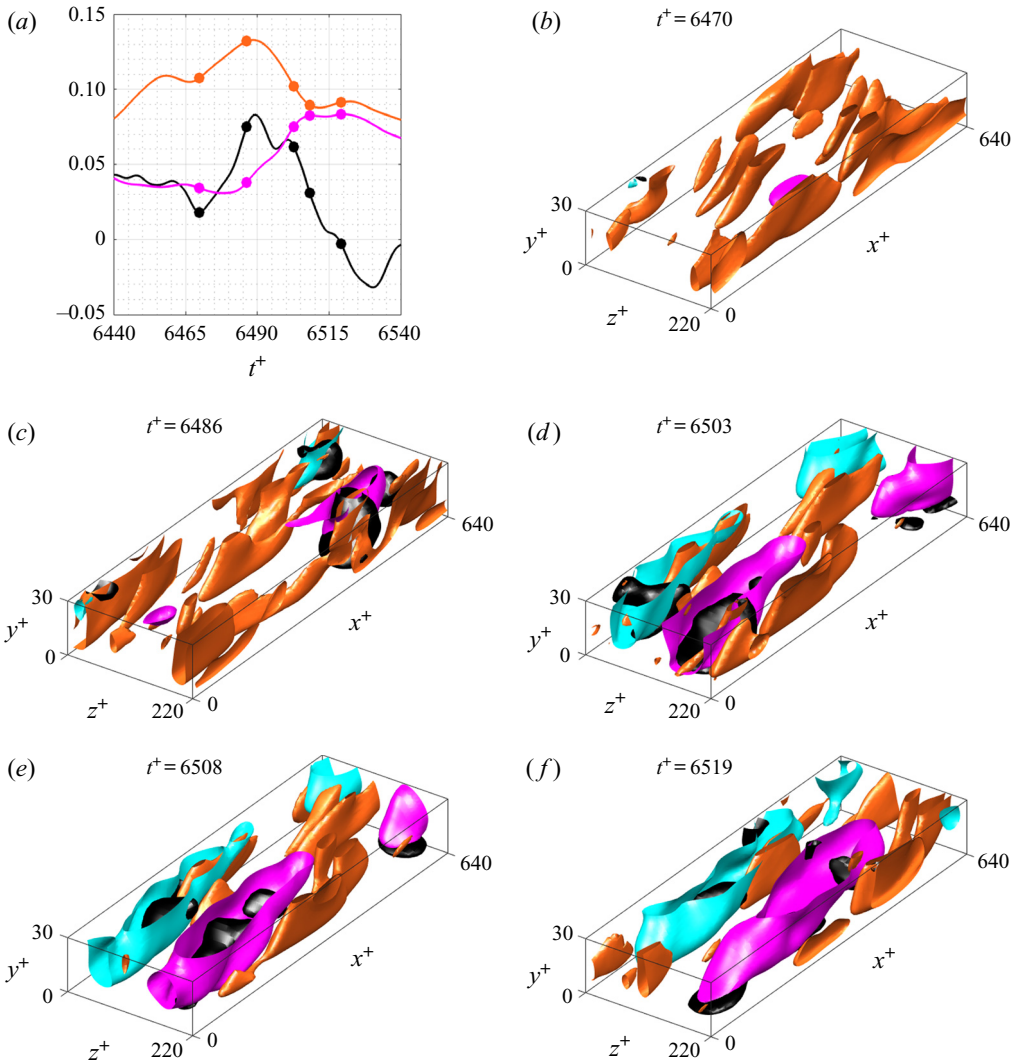 (a)
0.15
0.10
0.05
0
–0.05
6440 6465 6490 6515 6540
t+
(b)
t+ = 6470
30
y+
0
z+
220
0
x+
640
(c)
t+ = 6486
30
y+
0
z+
220
0
x+
640
(d)
t+ = 6503
30
y+
0
z+
220
0
x+
640
(e)
t+ = 6508
30
y+
0
z+
220
0
x+
640
(f)
t+ = 6519
30
y+
0
z+
220
0
x+
640